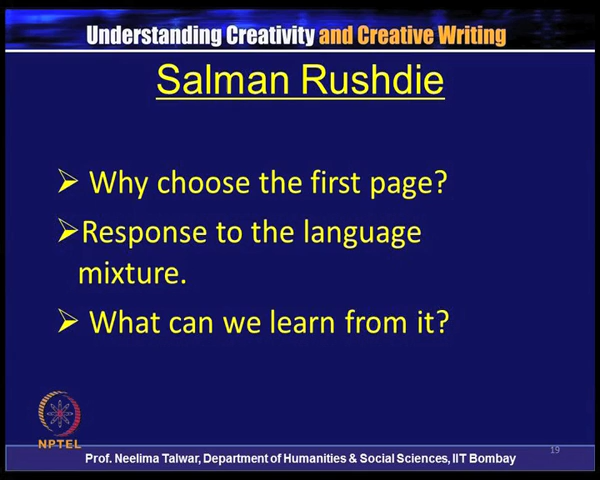 Understanding Creativity and Creative Writing
Salman Rushdie
➢ Why choose the first page?
➢Response to the language
mixture.
➢ What can we learn from it?
NPTEL
19
Prof. Neelima Talwar, Department of Humanities & Social Sciences, IIT Bombay